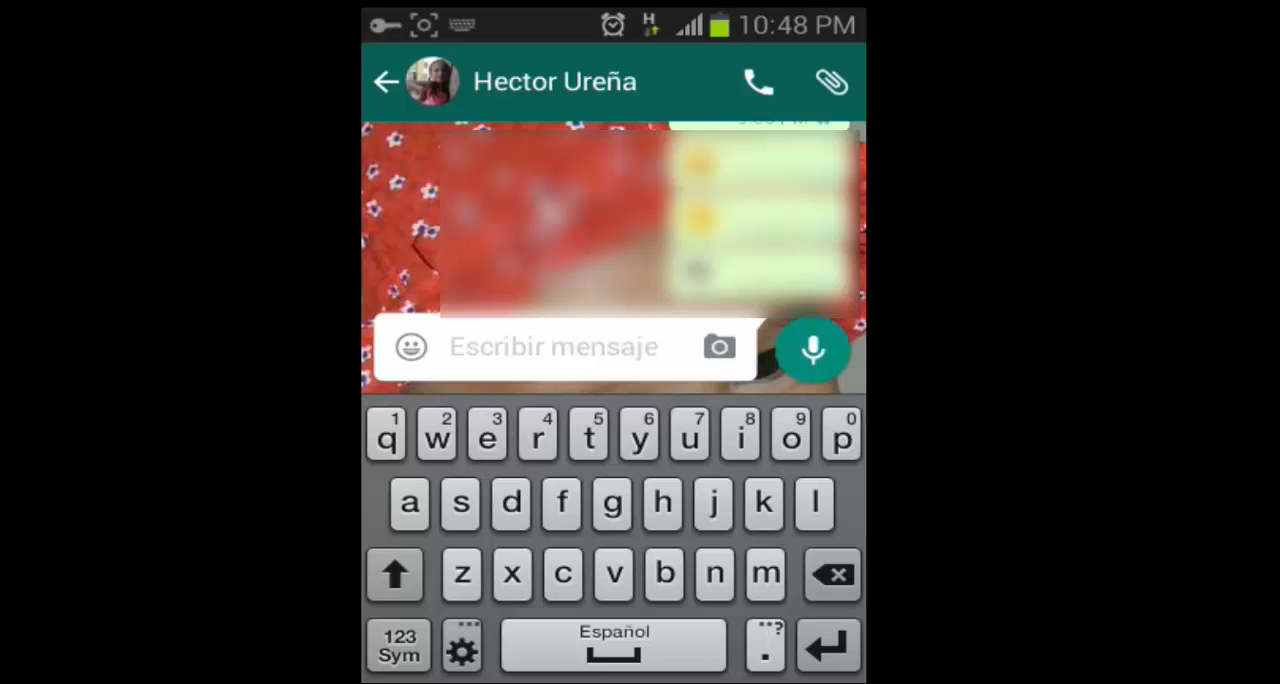 H 10:48 PM
Hector Ureña
Escribir mensaje
1 2 3 4 5 6 7 8 9 0
q w e r t y u i o p
a s d f g h j k l
z x c v b n m
123 Sym
Español
... ?
.